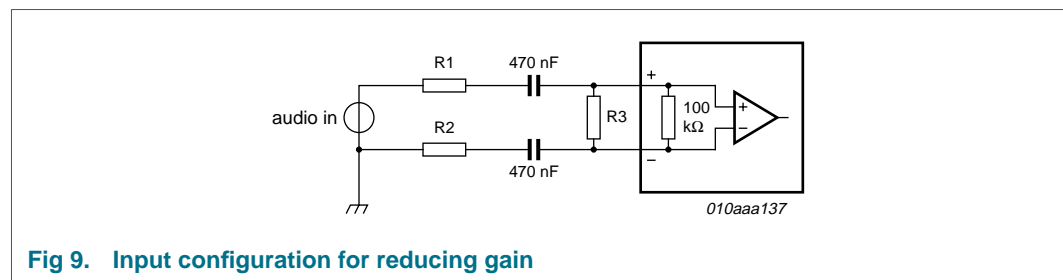 R1
470 nF
+
audio in
R3
100
kΩ
+
−
R2
−
470 nF
010aaa137
Fig 9. Input configuration for reducing gain